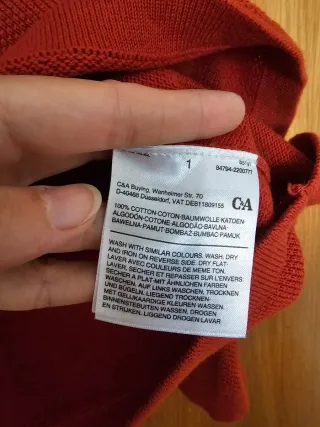 1
84794-2200771
C&A Buying, Wanheimer Str. 70
D-40468 Düsseldorf, VAT DE811809155
C&A
100% COTTON-COTON-BAUMWOLLE-KATOEN-
ALGODÓN-COTONE ALGODÃO-BAVLNA-
BAWEŁNA-PAMUT-BOMBAŽ-BUMBAC-PAMUK
WASH WITH SIMILAR COLOURS. WASH, DRY
AND IRON ON REVERSE SIDE. DRY FLAT-
LAVER AVEC COULEURS DE MEME TON.
LAVER, SECHER ET REPASSER SUR L'ENVERS.
SECHER A PLAT-MIT ÄHNLICHEN FARBEN
WASCHEN. AUF LINKS WASCHEN, TROCKNEN
UND BÜGELN. LIEGEND TROCKNEN-
MET GELIJKAARDIGE KLEUREN WASSEN.
BINNENSTEBUITEN WASSEN, DROGEN EN
STRIJKEN. LIGGEND DROGEN-LAVAR